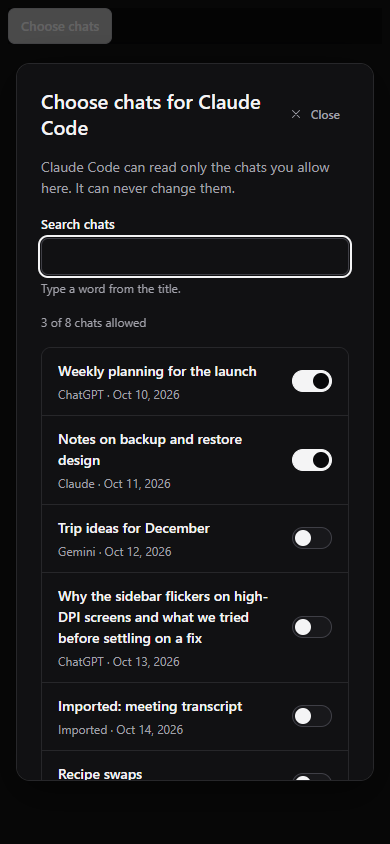 Choose chats
Choose chats for Claude
Code
Close
Claude Code can read only the chats you allow
here. It can never change them.
Search chats
Type a word from the title.
3 of 8 chats allowed
Weekly planning for the launch
ChatGPT · Oct 10, 2026
Notes on backup and restore
design
Claude · Oct 11, 2026
Trip ideas for December
Gemini · Oct 12, 2026
Why the sidebar flickers on high-
DPI screens and what we tried
before settling on a fix
ChatGPT · Oct 13, 2026
Imported: meeting transcript
Imported · Oct 14, 2026
Recipe swaps